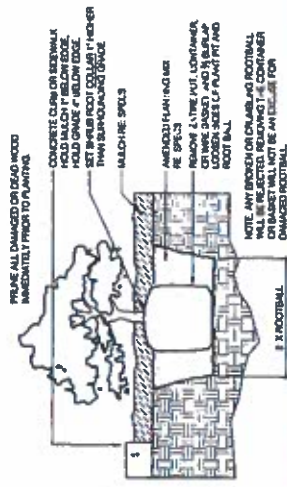 PRUNE ALL DAMAGED OR DEAD WOOD
IMMEDIATELY PRIOR TO PLANTING.
CONCRETE CURB OR SIDEWALK
HOLD MULCH 1" BELOW EDGE.
HOLD GRADE 4" BELOW EDGE.
SET SHRUB ROOT COLLAR 1" HIGHER
THAN SURROUNDING GRADE
MULCH RE: SPECS
AMENDED PLANTING MIX
RE: SPECS
REMOVE ENTIRE POT, CONTAINER,
OR WIRE BASKET AND BURLAP
LOOSEN SIDES OF PLANT PIT AND
ROOT BALL
NOTE: ANY BROKEN OR CRUMBLING ROOTBALL
WILL BE REJECTED. REMOVING THE CONTAINER
OR BASKET WILL NOT BE AN EXCUSE FOR
DAMAGED ROOTBALL.
X ROOTBALL